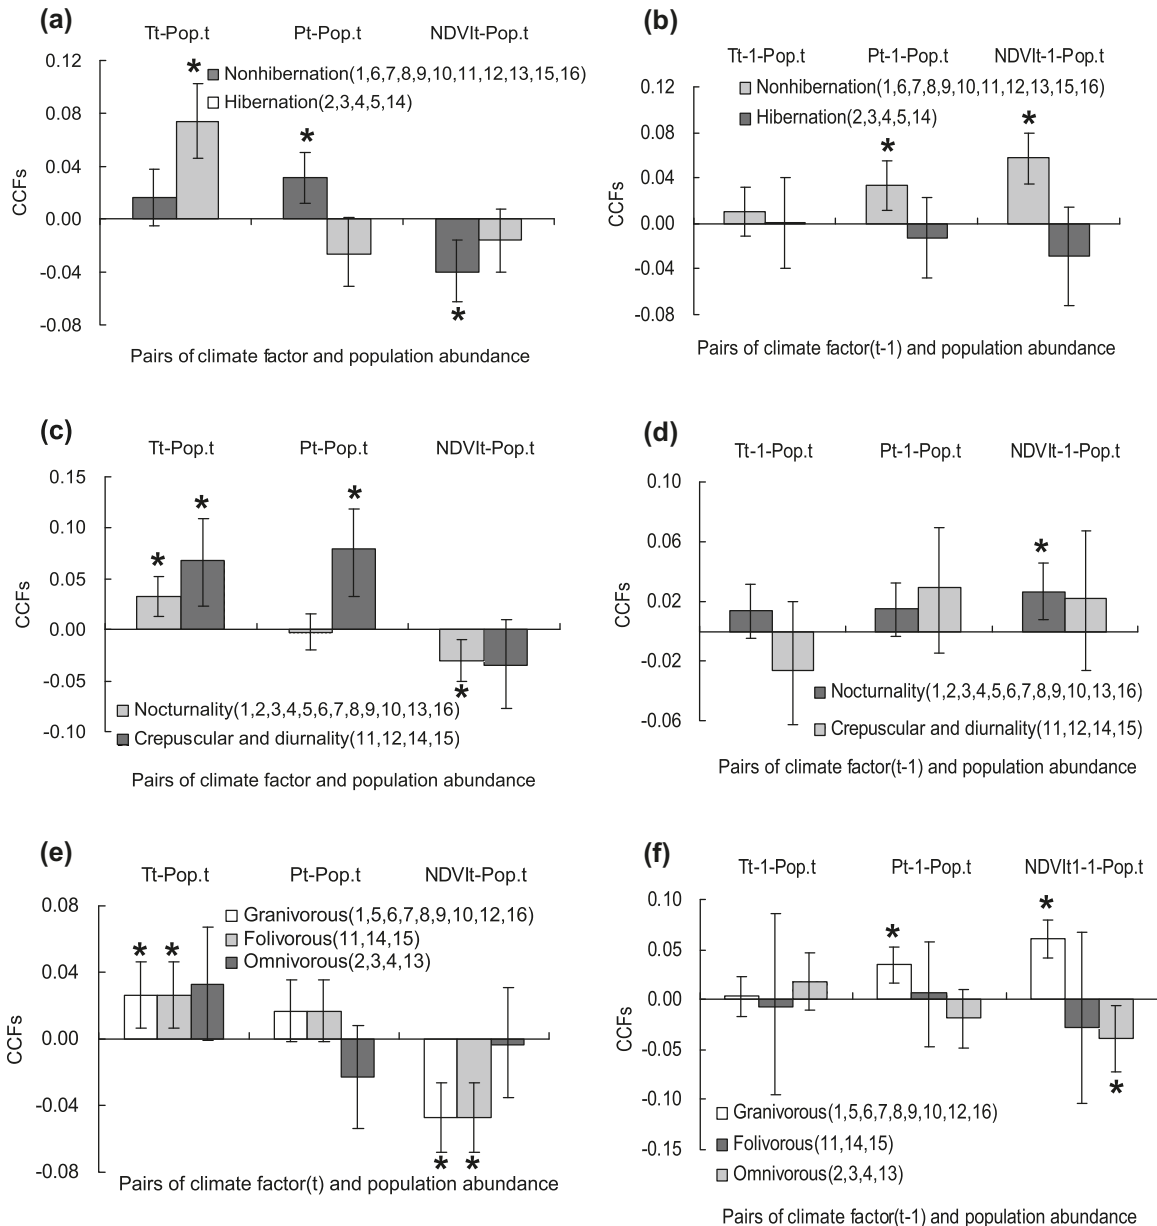 (a)
Tt-Pop.t Pt-Pop.t NDVIt-Pop.t
0.12
* Nonhibernation(1,6,7,8,9,10,11,12,13,15,16)
Hibernation(2,3,4,5,14)
0.08
*
0.04
0.00
-0.04
*
-0.08
CCFs
Pairs of climate factor and population abundance
(b)
Tt-1-Pop.t Pt-1-Pop.t NDVIt-1-Pop.t
0.12
Nonhibernation(1,6,7,8,9,10,11,12,13,15,16)
Hibernation(2,3,4,5,14)
0.08
* *
0.04
0.00
-0.04
-0.08
CCFs
Pairs of climate factor(t-1) and population abundance
(c)
Tt-Pop.t Pt-Pop.t NDVIt-Pop.t
0.15
* *
0.10
*
0.05
0.00
-0.05
*
Nocturnality(1,2,3,4,5,6,7,8,9,10,13,16)
-0.10
Crepuscular and diurnality(11,12,14,15)
CCFs
Pairs of climate factor and population abundance
(d)
Tt-1-Pop.t Pt-1-Pop.t NDVIt-1-Pop.t
0.10
0.06
*
0.02
-0.02
Nocturnality(1,2,3,4,5,6,7,8,9,10,13,16)
-0.06
Crepuscular and diurnality(11,12,14,15)
CCFs
Pairs of climate factor(t-1) and population abundance
(e)
Tt-Pop.t Pt-Pop.t NDVIt-Pop.t
0.08
Granivorous(1,5,6,7,8,9,10,12,16)
* * Folivorous(11,14,15)
Omnivorous(2,3,4,13)
0.04
0.00
-0.04
* *
-0.08
CCFs
Pairs of climate factor(t) and population abundance
(f)
Tt-1-Pop.t Pt-1-Pop.t NDVIt1-1-Pop.t
0.10
* *
0.05
0.00
-0.05
*
-0.10
Granivorous(1,5,6,7,8,9,10,12,16)
Folivorous(11,14,15)
-0.15
Omnivorous(2,3,4,13)
CCFs
Pairs of climate factor(t-1) and population abundance